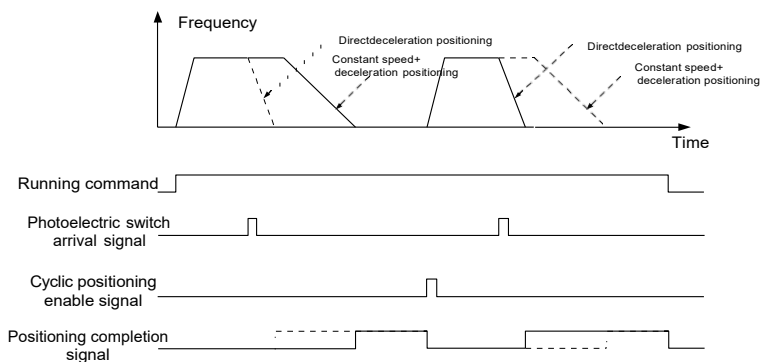 Frequency
Directdeceleration positioning
Constant speed+
deceleration positioning
Directdeceleration positioning
Constant speed+
deceleration positioning
Time
Running command
Photoelectric switch
arrival signal
Cyclic positioning
enable signal
Positioning completion
signal